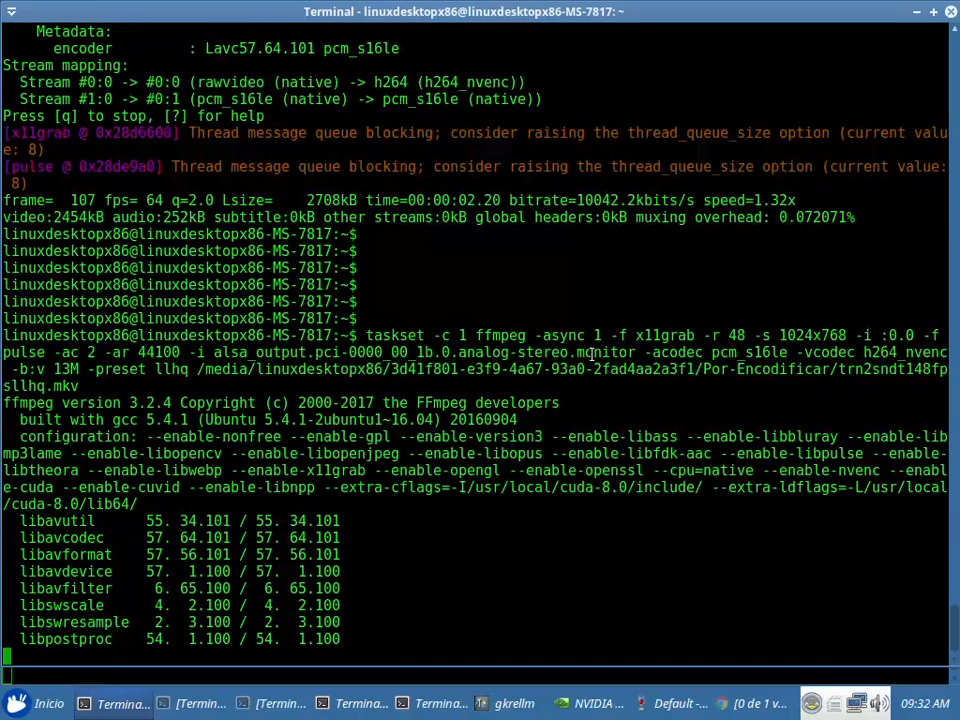 Terminal - linuxdesktopx86@linuxdesktopx86-MS-7817: ~
Metadata:
encoder : Lavc57.64.101 pcm_s16le
Stream mapping:
Stream #0:0 -> #0:0 (rawvideo (native) -> h264 (h264_nvenc))
Stream #1:0 -> #0:1 (pcm_s16le (native) -> pcm_s16le (native))
Press [q] to stop, [?] for help
[x11grab @ 0x28d6600] Thread message queue blocking; consider raising the thread_queue_size option (current valu
e: 8)
[pulse @ 0x28de9a0] Thread message queue blocking; consider raising the thread_queue_size option (current value:
8)
frame= 107 fps= 64 q=2.0 Lsize= 2708kB time=00:00:02.20 bitrate=10042.2kbits/s speed=1.32x
video:2454kB audio:252kB subtitle:0kB other streams:0kB global headers:0kB muxing overhead: 0.072071%
linuxdesktopx86@linuxdesktopx86-MS-7817:~$
linuxdesktopx86@linuxdesktopx86-MS-7817:~$
linuxdesktopx86@linuxdesktopx86-MS-7817:~$
linuxdesktopx86@linuxdesktopx86-MS-7817:~$
linuxdesktopx86@linuxdesktopx86-MS-7817:~$
linuxdesktopx86@linuxdesktopx86-MS-7817:~$
linuxdesktopx86@linuxdesktopx86-MS-7817:~$ taskset -c 1 ffmpeg -async 1 -f x11grab -r 48 -s 1024x768 -i :0.0 -f
pulse -ac 2 -ar 44100 -i alsa_output.pci-0000_00_1b.0.analog-stereo.monitor -acodec pcm_s16le -vcodec h264_nvenc
-b:v 13M -preset llhq /media/linuxdesktopx86/3d41f801-e3f9-4a67-93a0-2fad4aa2a3f1/Por-Encodificar/trn2sndt148fp
sllhq.mkv
ffmpeg version 3.2.4 Copyright (c) 2000-2017 the FFmpeg developers
built with gcc 5.4.1 (Ubuntu 5.4.1-2ubuntu1~16.04) 20160904
configuration: --enable-nonfree --enable-gpl --enable-version3 --enable-libass --enable-libbluray --enable-lib
mp3lame --enable-libopencv --enable-libopenjpeg --enable-libopus --enable-libfdk-aac --enable-libpulse --enable-
libtheora --enable-libwebp --enable-x11grab --enable-opengl --enable-openssl --cpu=native --enable-nvenc --enabl
e-cuda --enable-cuvid --enable-libnpp --extra-cflags=-I/usr/local/cuda-8.0/include/ --extra-ldflags=-L/usr/local
/cuda-8.0/lib64/
libavutil 55. 34.101 / 55. 34.101
libavcodec 57. 64.101 / 57. 64.101
libavformat 57. 56.101 / 57. 56.101
libavdevice 57. 1.100 / 57. 1.100
libavfilter 6. 65.100 / 6. 65.100
libswscale 4. 2.100 / 4. 2.100
libswresample 2. 3.100 / 2. 3.100
libpostproc 54. 1.100 / 54. 1.100
Inicio Termina... [Termin... [Termin... Termina... Termina... gkrellm NVIDIA ... Default -... [0 de 1 v... 09:32 AM